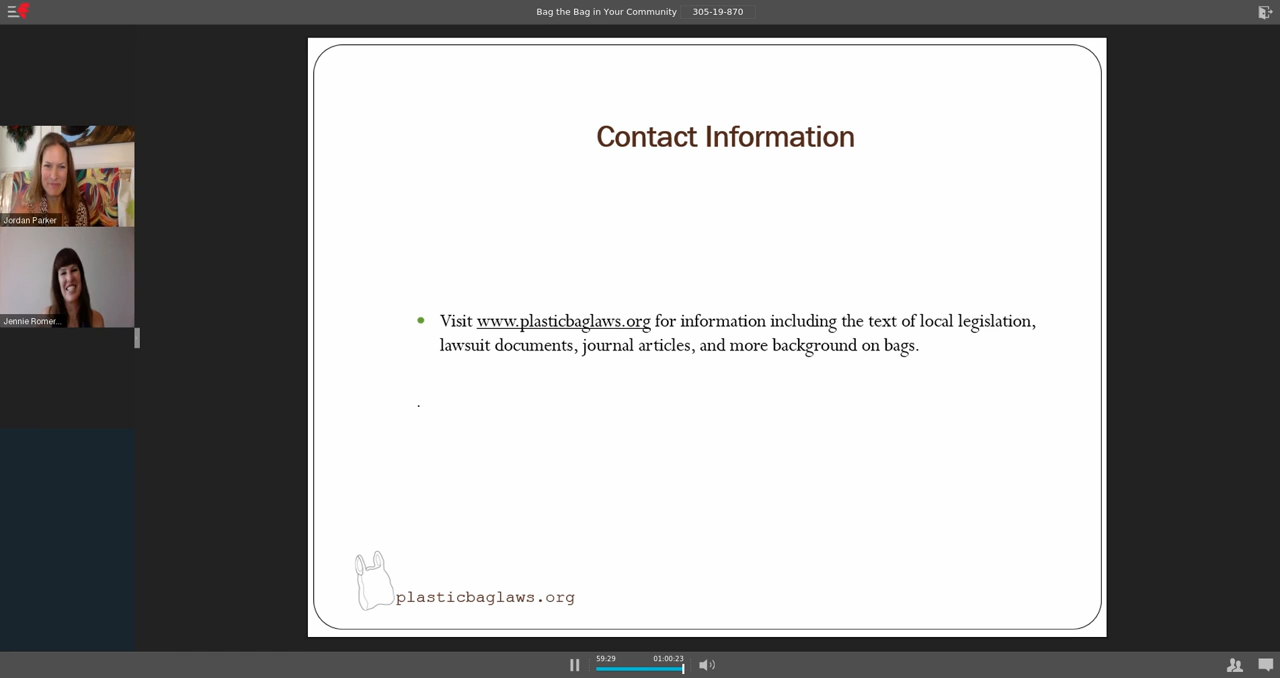 Bag the Bag in Your Community 305-19-870
Jordan Parker
Jennie Romer...
Contact Information
• Visit www.plasticbaglaws.org for information including the text of local legislation,
lawsuit documents, journal articles, and more background on bags.
.
plasticbaglaws.org
59:29 01:00:23